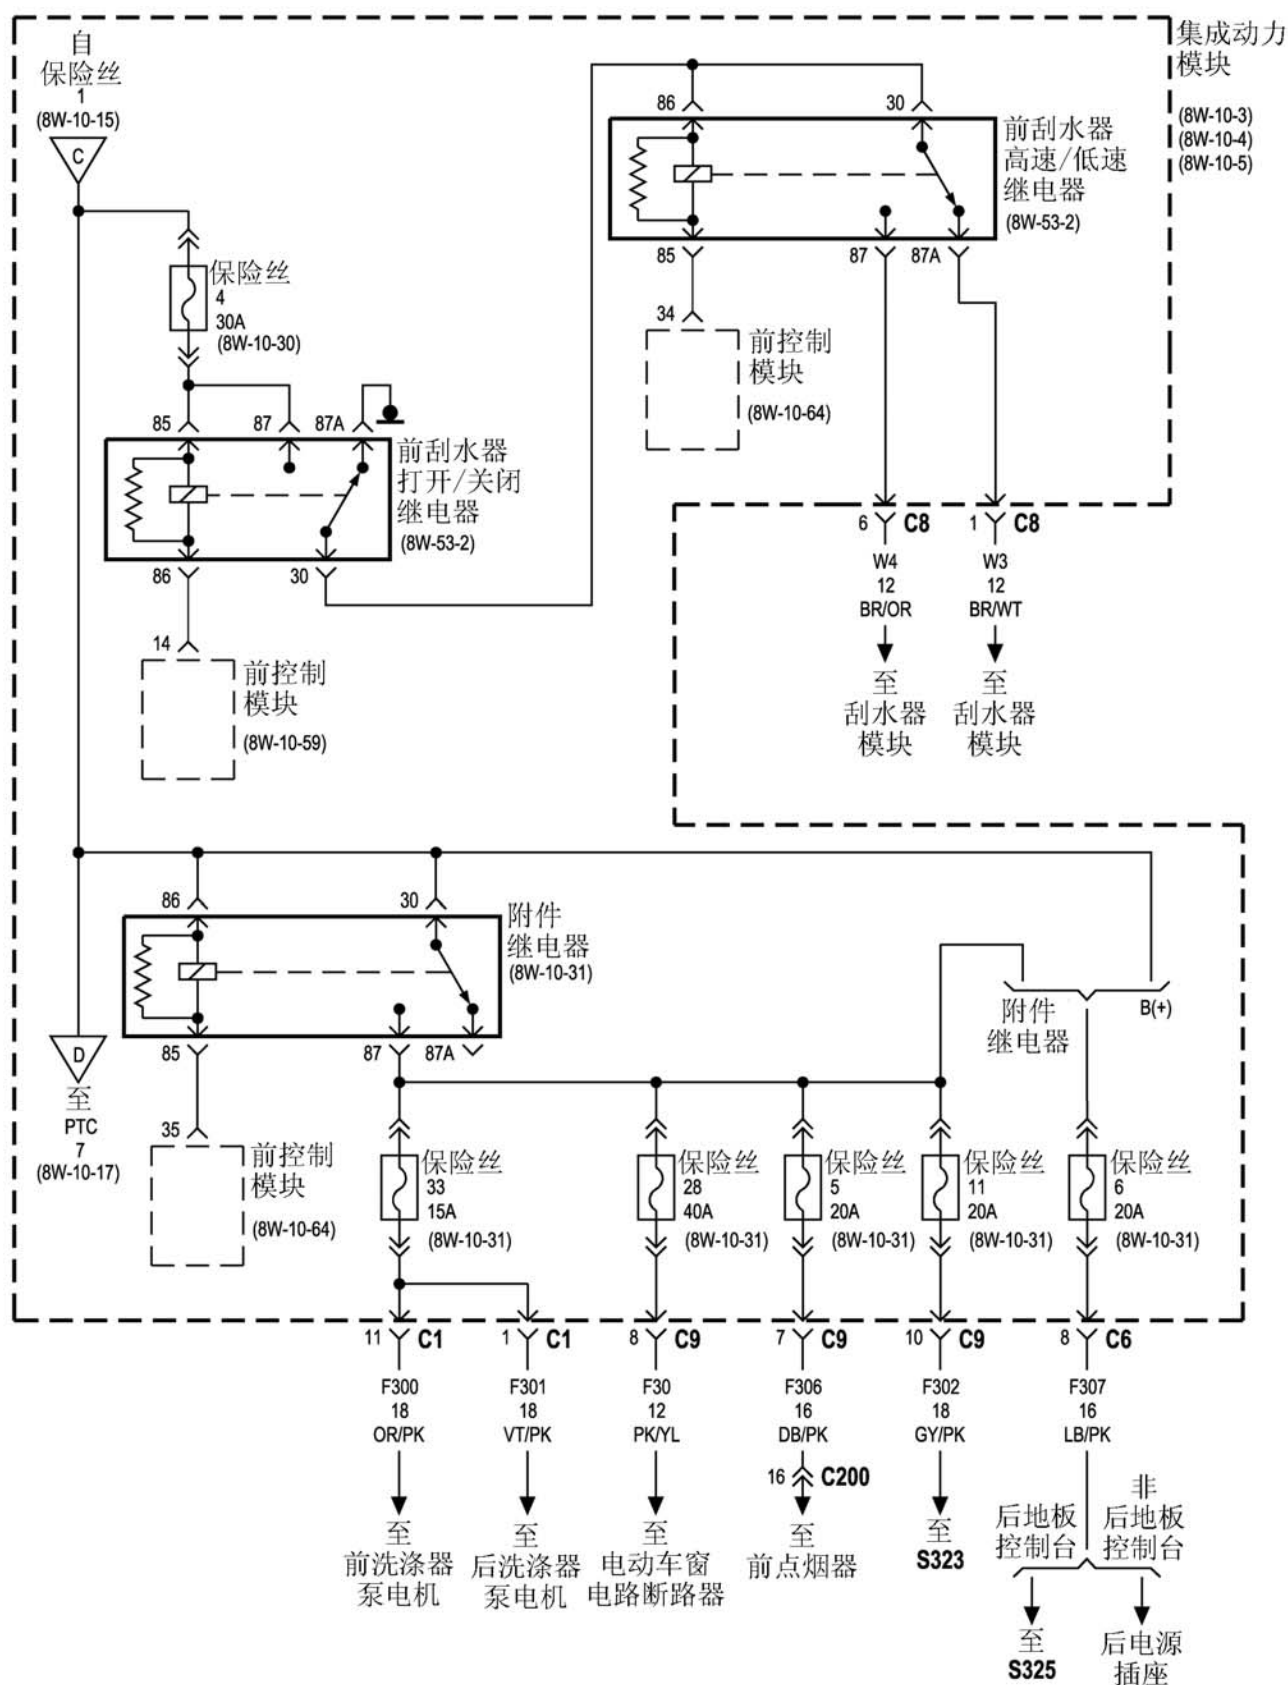 自
保险丝
1
(8W-10-15)
C
集成动力
模块
(8W-10-3)
(8W-10-4)
(8W-10-5)
86
30
前刮水器
高速/低速
继电器
(8W-53-2)
85
87
87A
保险丝
4
30A
(8W-10-30)
34
前控制
模块
(8W-10-64)
85
87
87A
前刮水器
打开/关闭
继电器
(8W-53-2)
86
30
6 C8
1 C8
W4
12
BR/OR
至
刮水器
模块
W3
12
BR/WT
至
刮水器
模块
14
前控制
模块
(8W-10-59)
86
30
附件
继电器
(8W-10-31)
85
87
87A
附件
继电器
B(+)
D
至
PTC
7
(8W-10-17)
35
前控制
模块
(8W-10-64)
保险丝
33
15A
(8W-10-31)
保险丝
28
40A
(8W-10-31)
保险丝
5
20A
(8W-10-31)
保险丝
11
20A
(8W-10-31)
保险丝
6
20A
(8W-10-31)
11 C1
1 C1
8 C9
7 C9
10 C9
8 C6
F300
18
OR/PK
至
前洗涤器
泵电机
F301
18
VT/PK
至
后洗涤器
泵电机
F30
12
PK/YL
至
电动车窗
电路断路器
F306
16
DB/PK
16 C200
至
前点烟器
F302
18
GY/PK
至
S323
F307
16
LB/PK
后地板
控制台
非
后地板
控制台
至
S325
后电源
插座